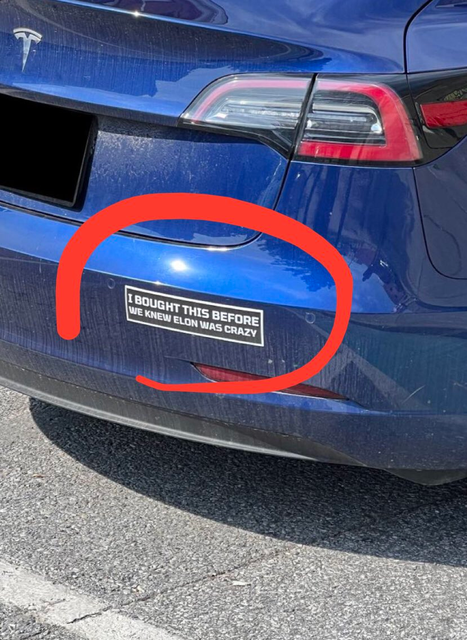 I BOUGHT THIS BEFORE
WE KNEW ELON WAS CRAZY